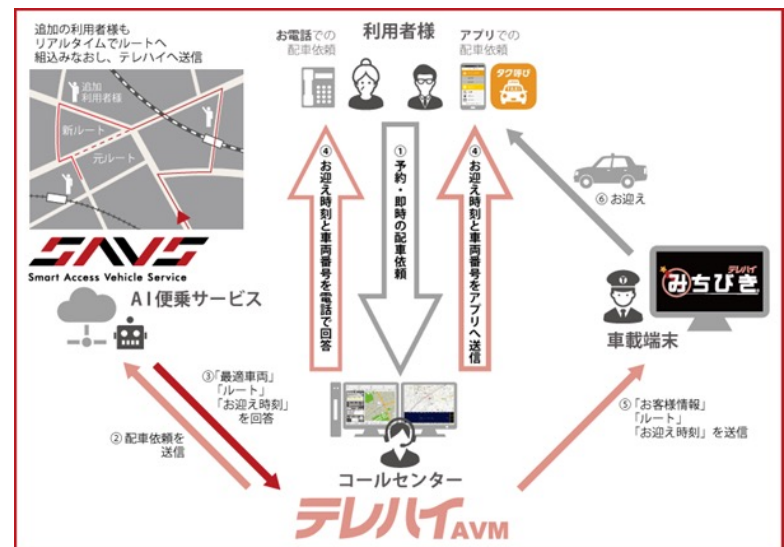 追加の利用者様も
リアルタイムでルートへ
組込みなおし、テレハイへ送信
追加
利用者様
新ルート
元ルート
SAVS
Smart Access Vehicle Service
AI便乗サービス
お電話での
配車依頼
利用者様
アプリでの
配車依頼
タク呼び
TAXI
④お迎え時刻と車両番号を電話で回答
①予約・即時の配車依頼
④お迎え時刻と車両番号をアプリへ送信
⑥お迎え
テレハイ
みちびき
車載端末
③「最適車両」
「ルート」
「お迎え時刻」
を回答
②配車依頼を
送信
⑤「お客様情報」
「ルート」
「お迎え時刻」を送信
コールセンター
テレハイAVM